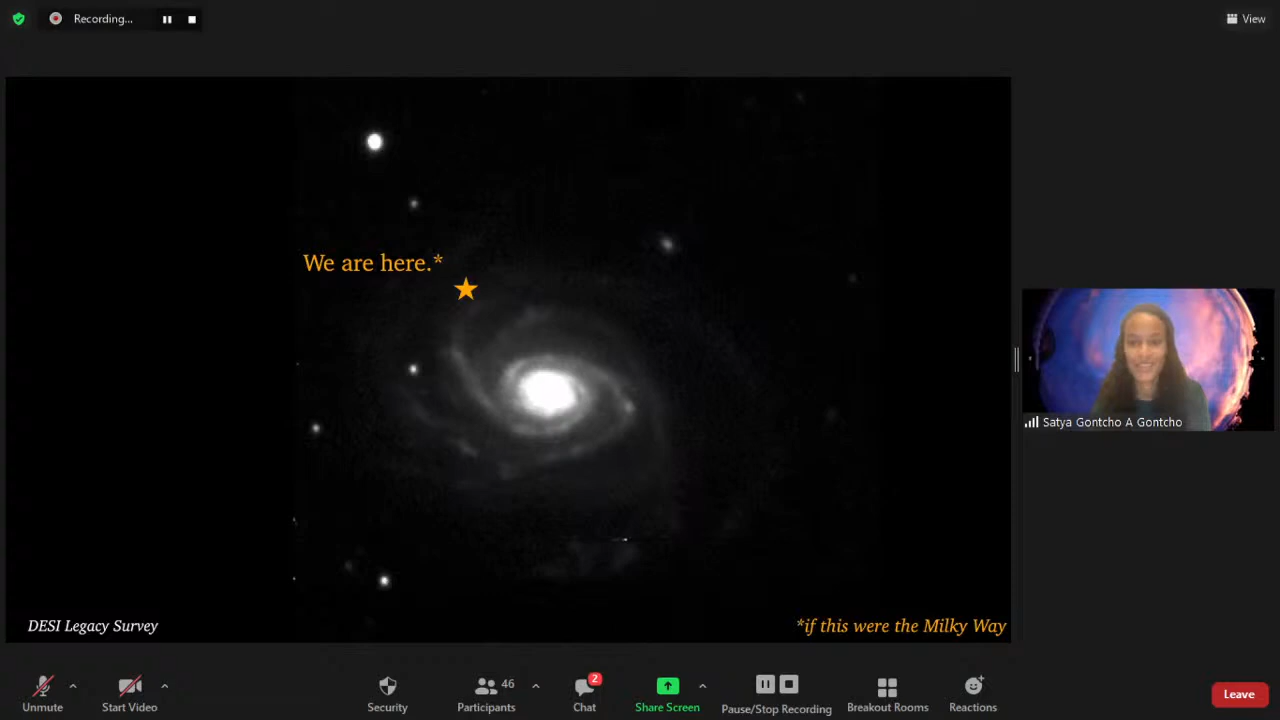 Recording...
View
We are here.*
Satya Gontcho A Gontcho
DESI Legacy Survey
*if this were the Milky Way
Unmute
Start Video
Security
46
Participants
2
Chat
Share Screen
Pause/Stop Recording
Breakout Rooms
Reactions
Leave